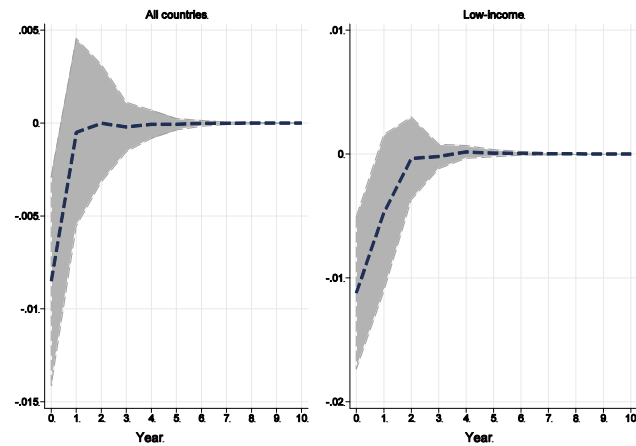 All countries.
Low-income.
.005.
0.
-.005.
-.01.
-.015.
.01.
0.
-.01.
-.02.
0. 1. 2. 3. 4. 5. 6. 7. 8. 9. 10.
0. 1. 2. 3. 4. 5. 6. 7. 8. 9. 10.
Year.
Year.